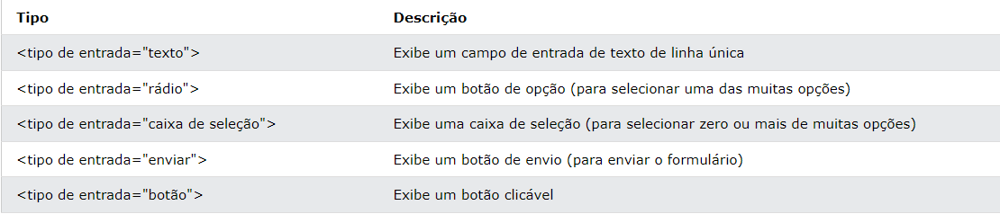 Tipo Descrição
<tipo de entrada="texto"> Exibe um campo de entrada de texto de linha única
<tipo de entrada="rádio"> Exibe um botão de opção (para selecionar uma das muitas opções)
<tipo de entrada="caixa de seleção"> Exibe uma caixa de seleção (para selecionar zero ou mais de muitas opções)
<tipo de entrada="enviar"> Exibe um botão de envio (para enviar o formulário)
<tipo de entrada="botão"> Exibe um botão clicável